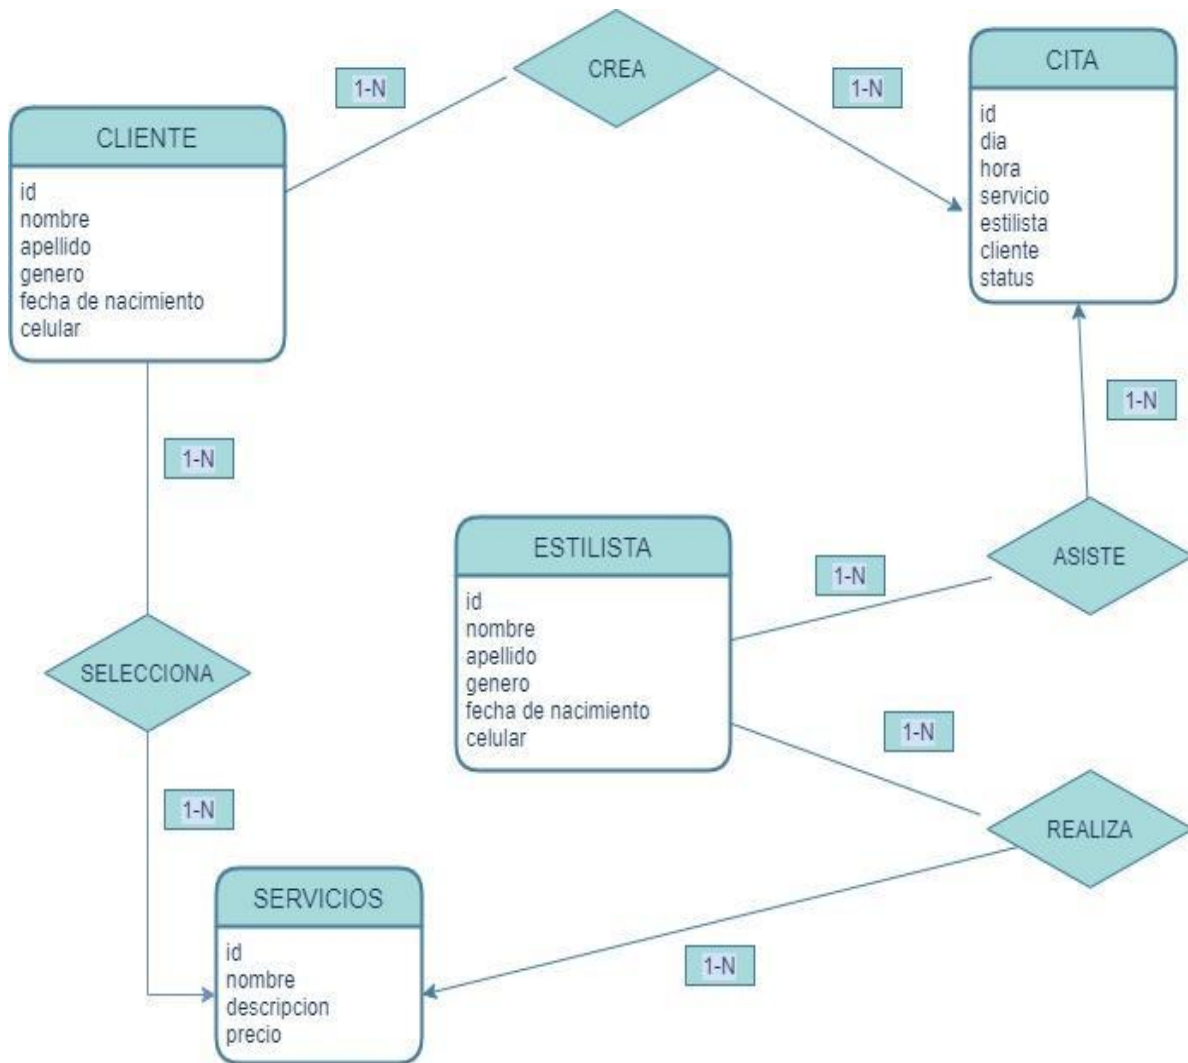 CREA
1-N
1-N
CITA
id
dia
hora
servicio
estilista
cliente
status
CLIENTE
id
nombre
apellido
genero
fecha de nacimiento
celular
1-N
1-N
SELECCIONA
1-N
ESTILISTA
id
nombre
apellido
genero
fecha de nacimiento
celular
1-N
ASISTE
1-N
REALIZA
1-N
SERVICIOS
id
nombre
descripcion
precio